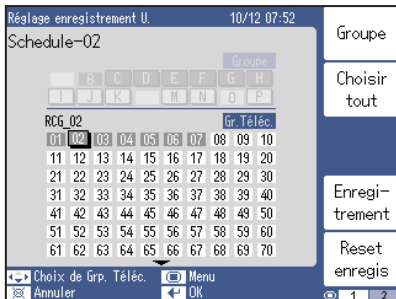 Réglage enregistrement U. 10/12 07:52
Schedule-02
Groupe
B C D E F G H
I J K M N O P
RCG_02 Gr.Téléc.
01 02 03 04 05 06 07 08 09 10
11 12 13 14 15 16 17 18 19 20
21 22 23 24 25 26 27 28 29 30
31 32 33 34 35 36 37 38 39 40
41 42 43 44 45 46 47 48 49 50
51 52 53 54 55 56 57 58 59 60
61 62 63 64 65 66 67 68 69 70
Choix de Grp. Téléc. Menu
Annuler OK
Groupe
Choisir
tout
Enregi-
trement
Reset
enregis
1 2